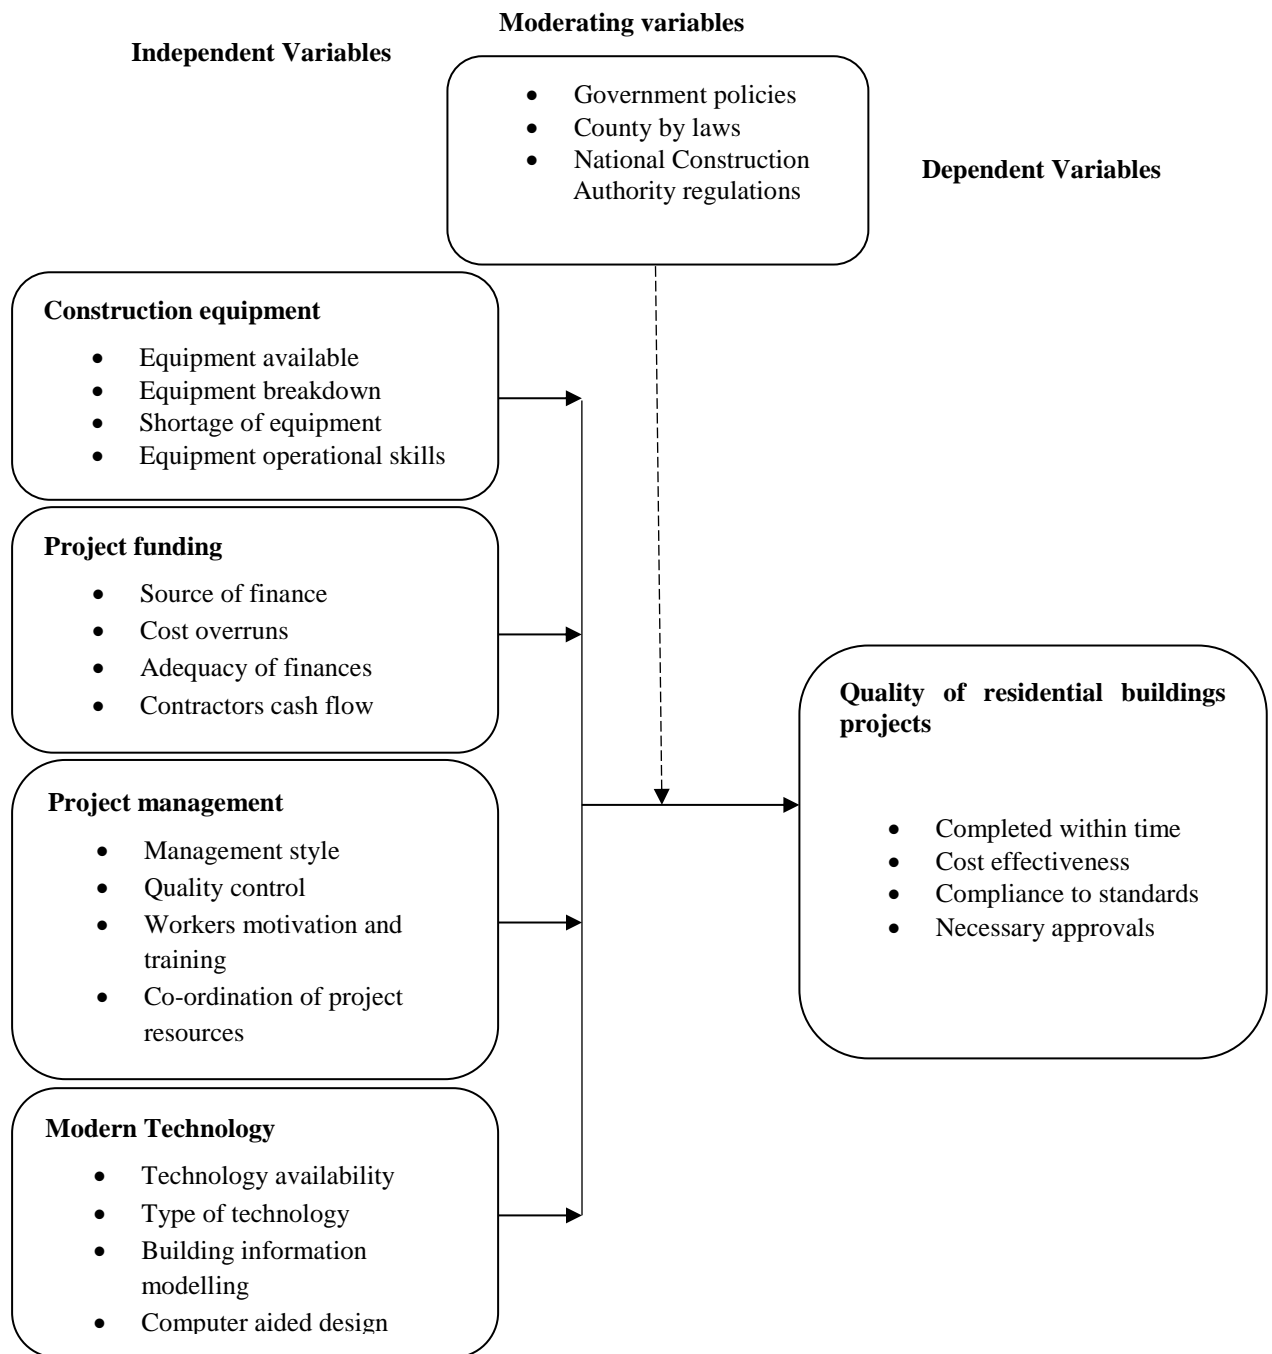 Moderating variables
Independent Variables
• Government policies
• County by laws
• National Construction
Authority regulations
Dependent Variables
Construction equipment
• Equipment available
• Equipment breakdown
• Shortage of equipment
• Equipment operational skills
Project funding
• Source of finance
• Cost overruns
• Adequacy of finances
• Contractors cash flow
Project management
• Management style
• Quality control
• Workers motivation and
training
• Co-ordination of project
resources
Modern Technology
• Technology availability
• Type of technology
• Building information
modelling
• Computer aided design
Quality of residential buildings
projects
• Completed within time
• Cost effectiveness
• Compliance to standards
• Necessary approvals